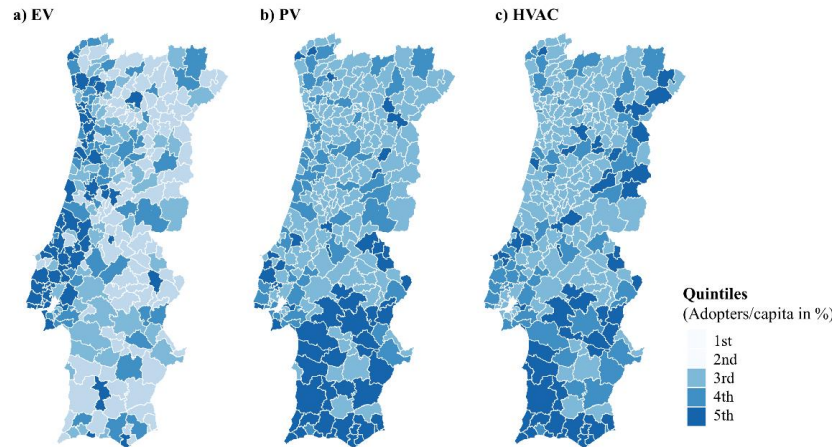 a) EV
b) PV
c) HVAC
Quintiles
(Adopters/capita in %)
1st
2nd
3rd
4th
5th